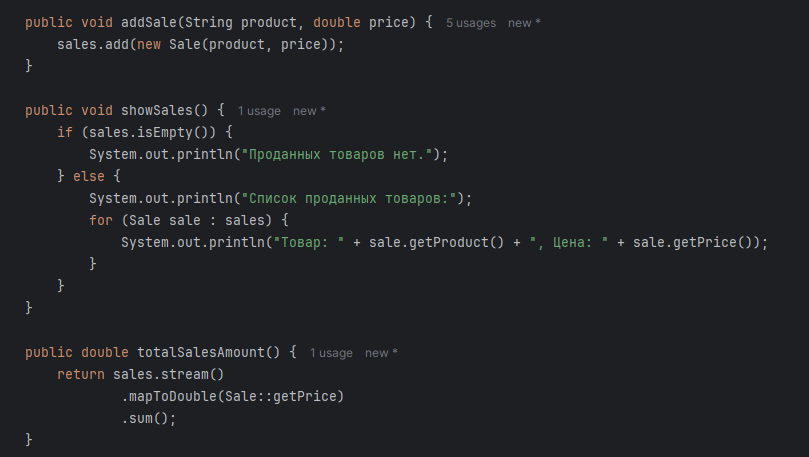 public void addSale(String product, double price) { 5 usages new *
    sales.add(new Sale(product, price));
}

public void showSales() { 1 usage new *
    if (sales.isEmpty()) {
        System.out.println("Проданных товаров нет.");
    } else {
        System.out.println("Список проданных товаров:");
        for (Sale sale : sales) {
            System.out.println("Товар: " + sale.getProduct() + ", Цена: " + sale.getPrice());
        }
    }
}

public double totalSalesAmount() { 1 usage new *
    return sales.stream()
            .mapToDouble(Sale::getPrice)
            .sum();
}